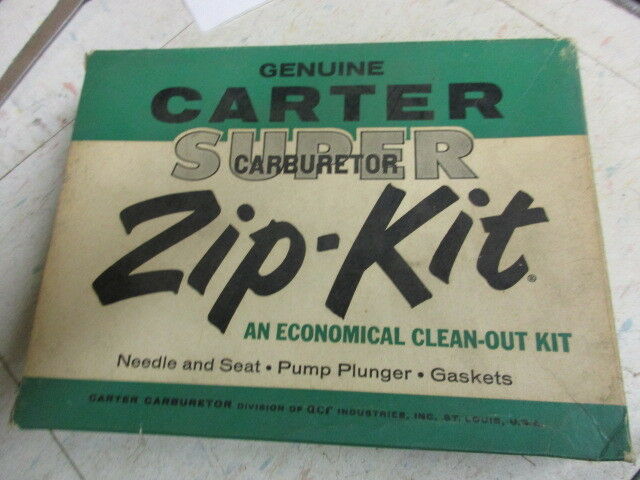 GENUINE
CARTER
SUPER
CARBURETOR
Zip-Kit®
AN ECONOMICAL CLEAN-OUT KIT
Needle and Seat • Pump Plunger • Gaskets
CARTER CARBURETOR DIVISION OF QCf INDUSTRIES, INC. ST. LOUIS, U.S.A.